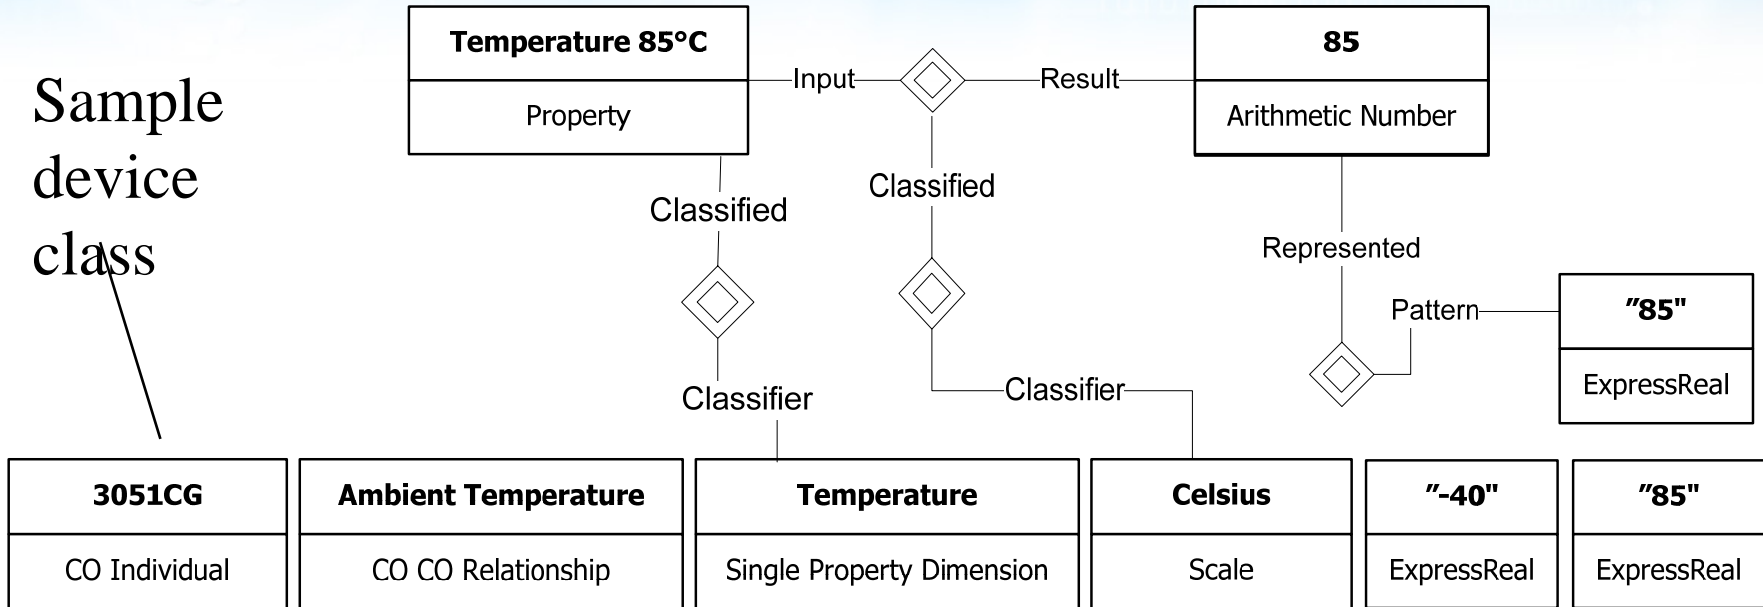 Sample
device
class
Temperature 85°C
Property
Input
Result
85
Arithmetic Number
Classified
Classified
Represented
Pattern
″85"
ExpressReal
Classifier
Classifier
3051CG
CO Individual
Ambient Temperature
CO CO Relationship
Temperature
Single Property Dimension
Celsius
Scale
″-40"
ExpressReal
″85"
ExpressReal